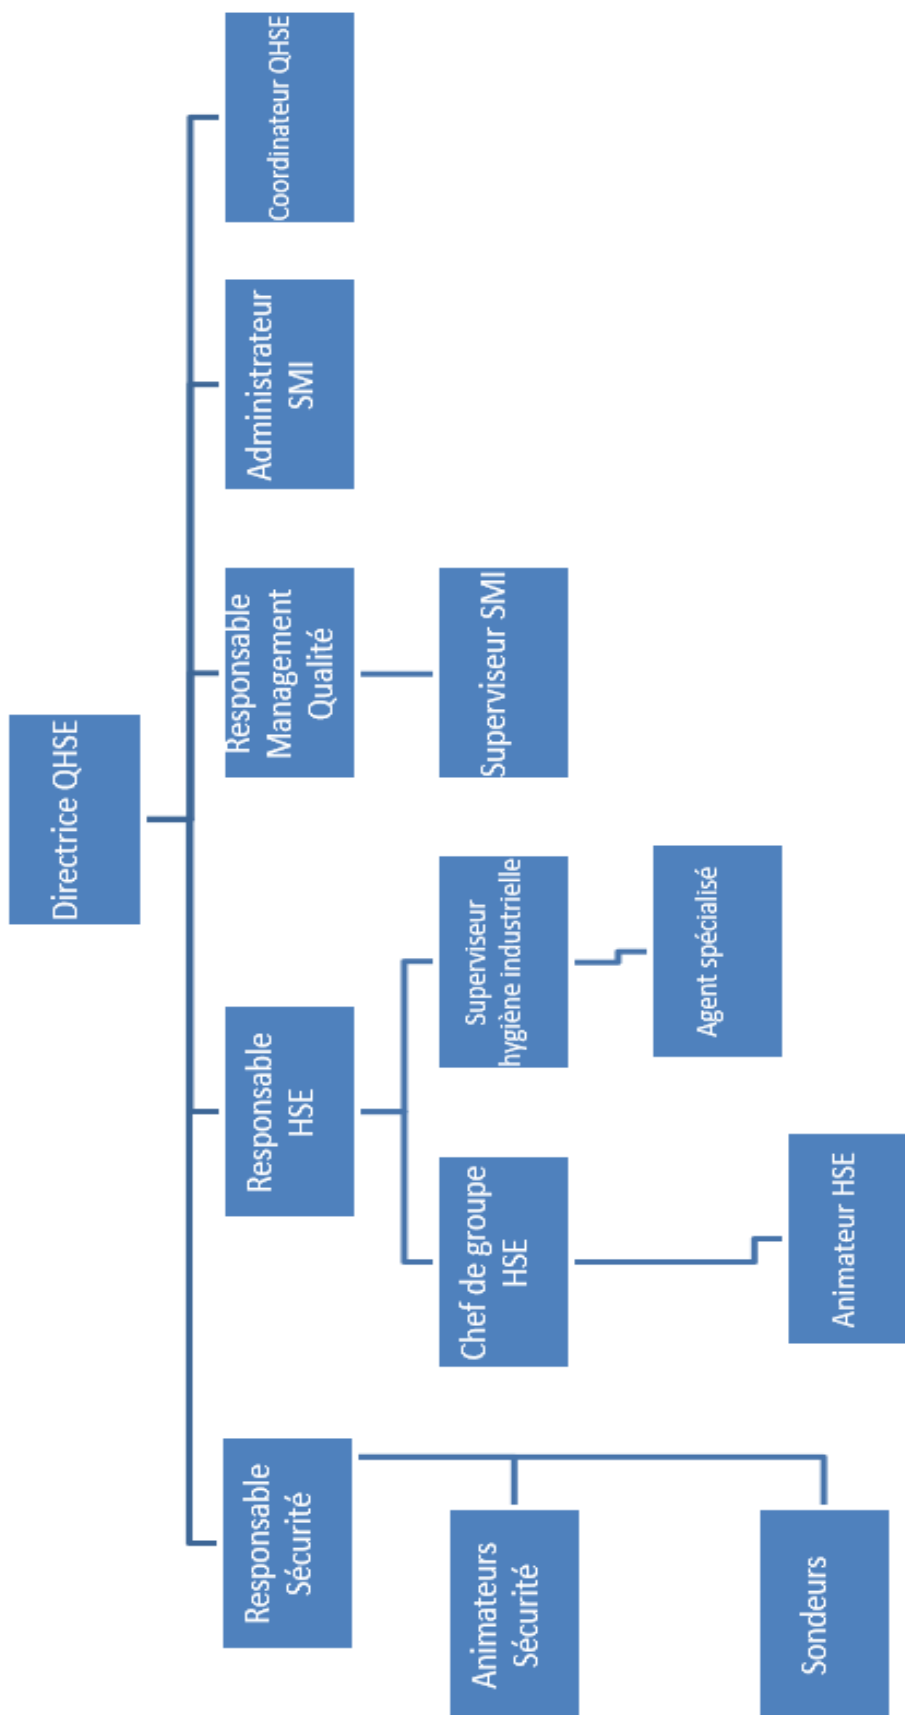 Directrice QHSE
Responsable
Sécurité
Responsable
HSE
Responsable
Management
Qualité
Administrateur
SMI
Coordinateur QHSE
Animateurs
Sécurité
Chef de groupe
HSE
Superviseur
hygiène industrielle
Superviseur SMI
Sondeurs
Animateur HSE
Agent spécialisé